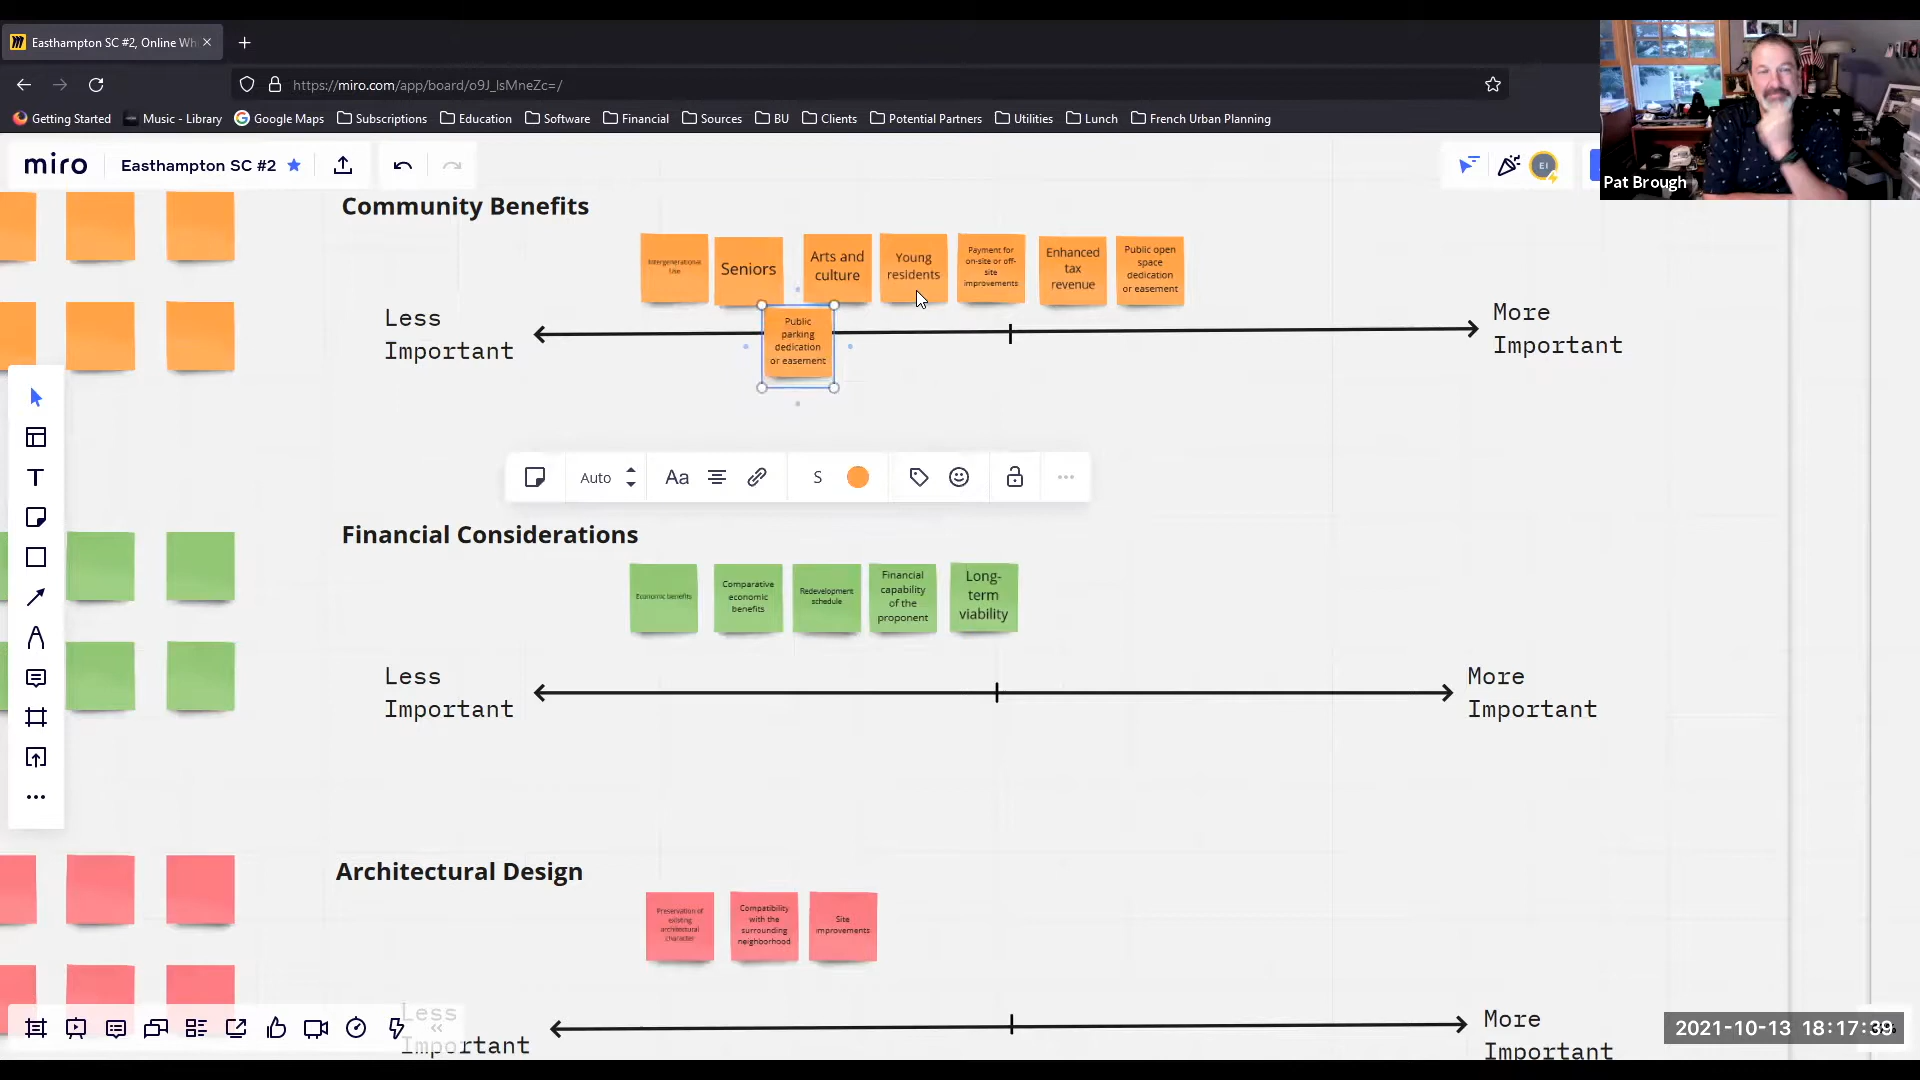 Easthampton SC #2, Online Wh
https://miro.com/app/board/o9J_lsMneZc=/
Getting Started
Music - Library
Google Maps
Subscriptions
Education
Software
Financial
Sources
BU
Clients
Potential Partners
Utilities
Lunch
French Urban Planning
Pat Brough
miro
Easthampton SC #2
EI
Community Benefits
Intergenerational
Use
Seniors
Arts and
culture
Young
residents
Payment for
on-site or off-
site
improvements
Enhanced
tax
revenue
Public open
space
dedication
or easement
Public
parking
dedication
or easement
Less
Important
More
Important
Auto
Aa
S
Financial Considerations
Economic benefits
Comparative
economic
benefits
Redevelopment
schedule
Financial
capability
of the
proponent
Long-
term
viability
Less
Important
More
Important
Architectural Design
Preservation of
existing
architectural
character
Compatibility
with the
surrounding
neighborhood
Site
improvements
Less
Important
More
Important
2021-10-13 18:17:39